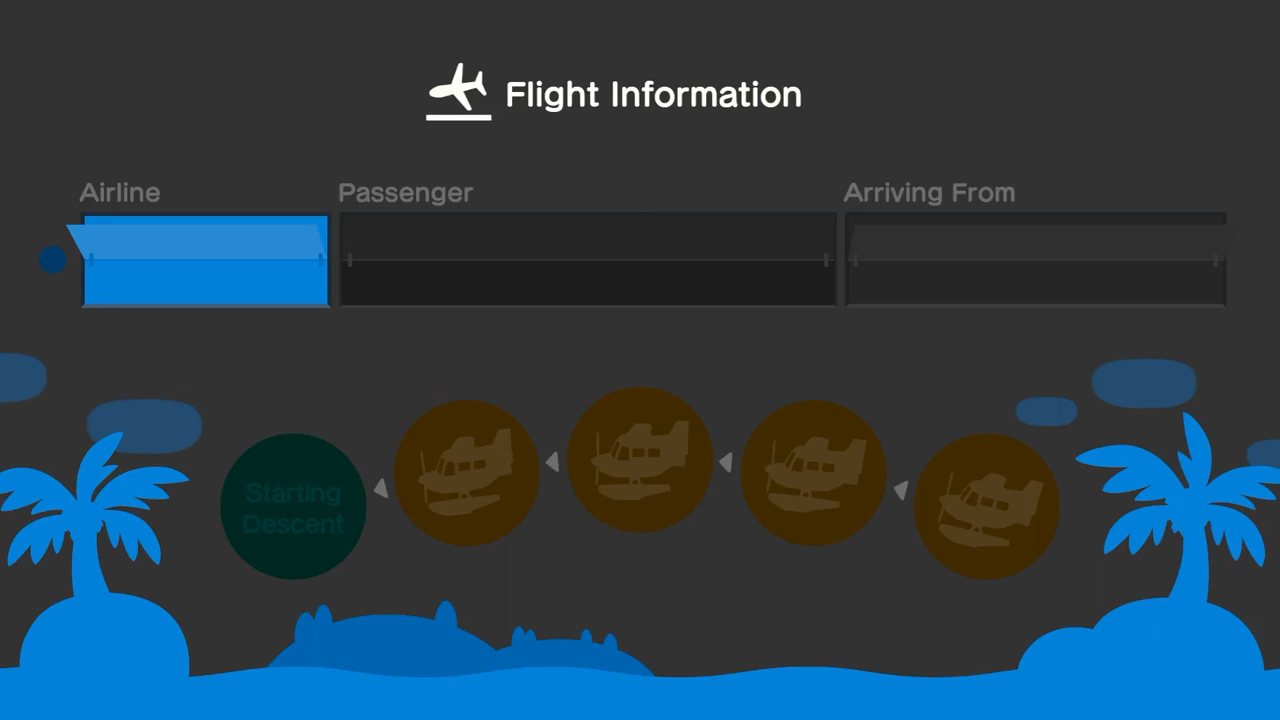 Flight Information
Airline
Passenger
Arriving From
Starting
Descent